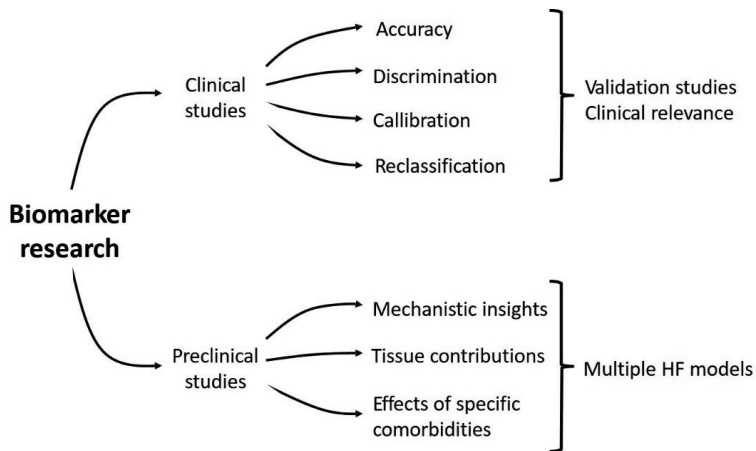 Biomarker
research
Clinical
studies
Accuracy
Discrimination
Callibration
Reclassification
Validation studies
Clinical relevance
Preclinical
studies
Mechanistic insights
Tissue contributions
Effects of specific
comorbidities
Multiple HF models